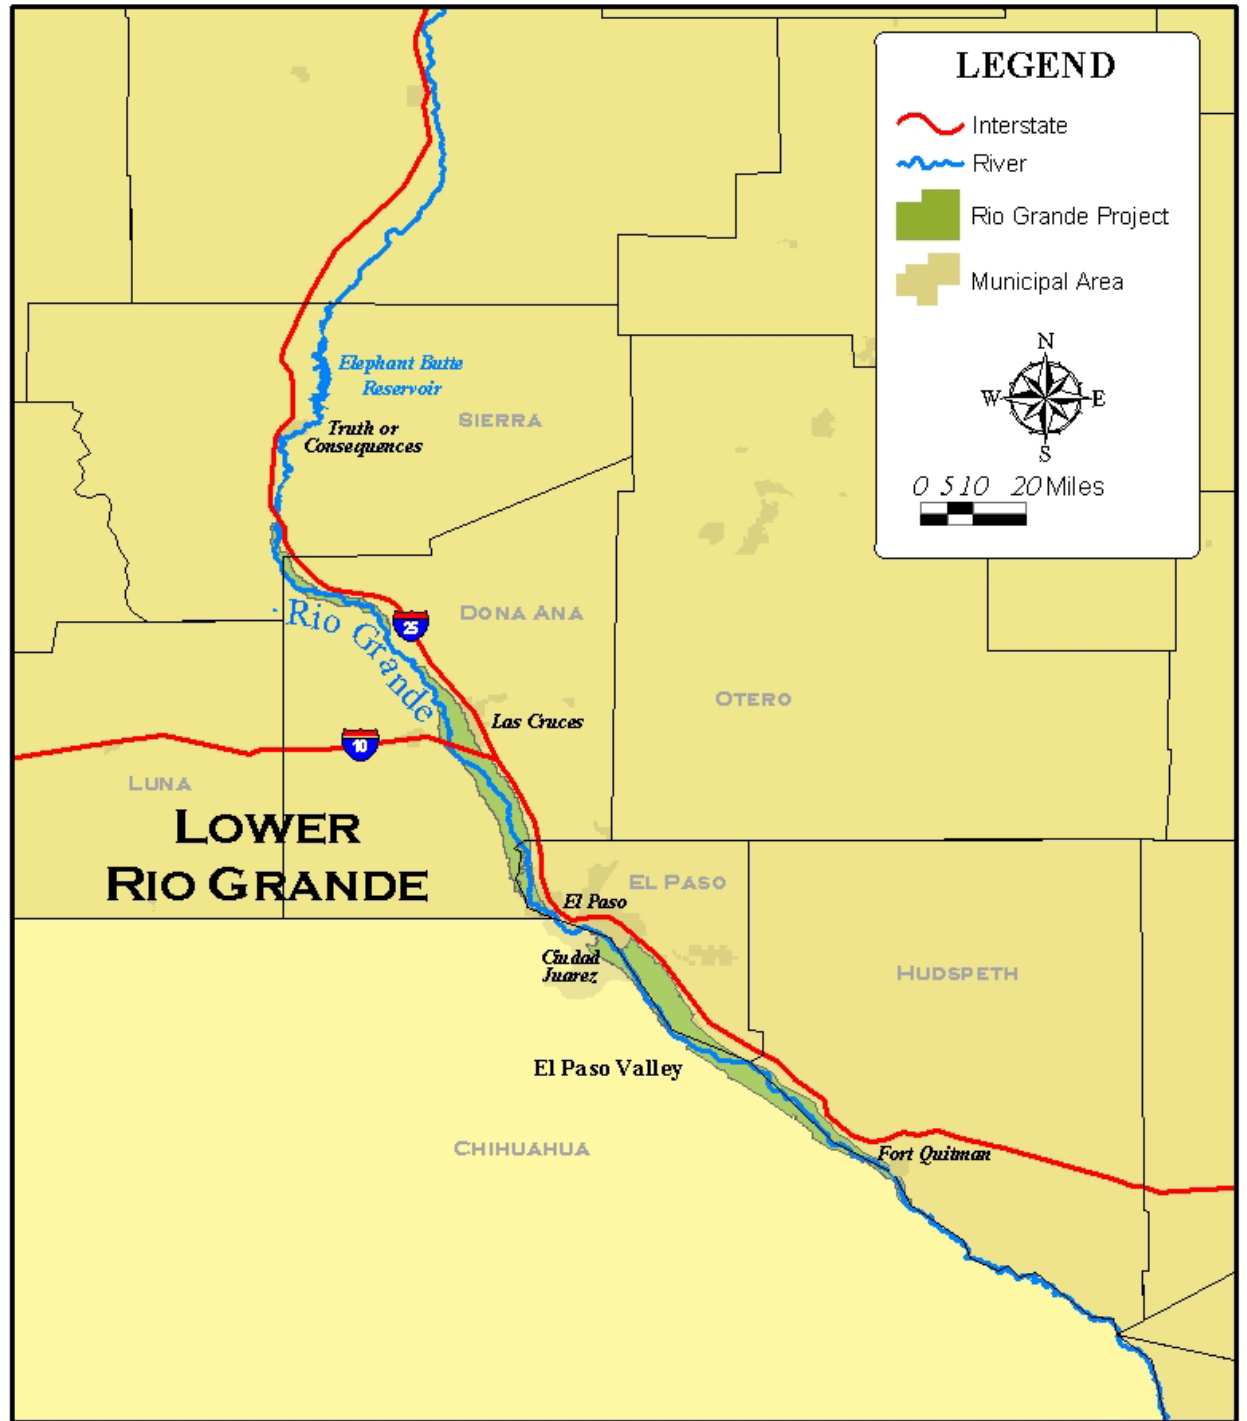 LEGEND
Interstate
River
Rio Grande Project
Municipal Area
N
W E
S
0 5 10 20 Miles
Elephant Butte
Reservoir
SIERRA
Truth or
Consequences
Rio Grande
25
DONA ANA
OTERO
Las Cruces
10
LUNA
LOWER
RIO GRANDE
EL PASO
El Paso
Ciudad
Juarez
HUDSPETH
El Paso Valley
CHIHUAHUA
Fort Quitman